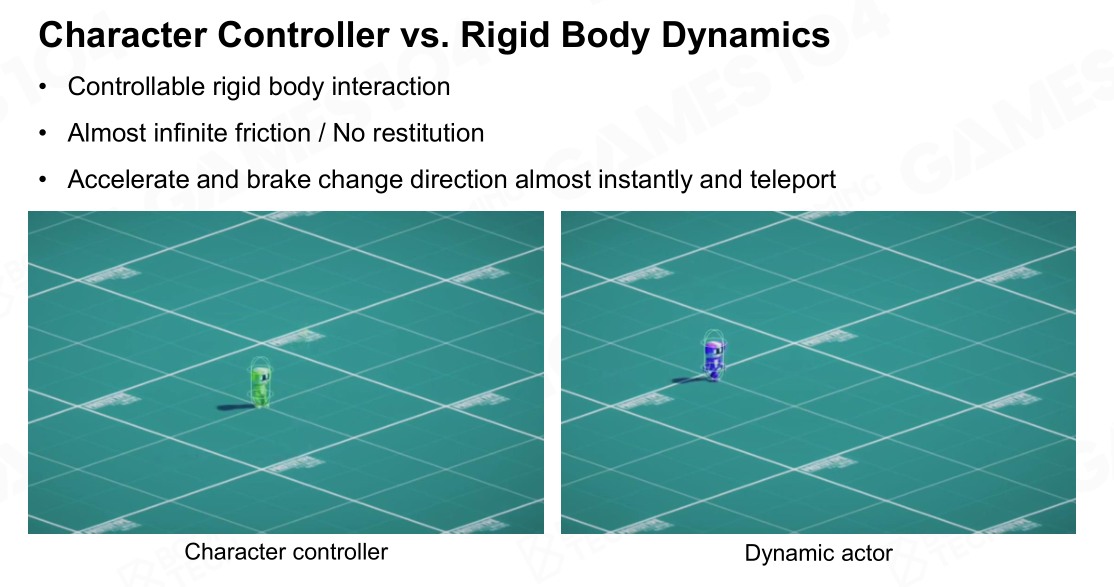 Character Controller vs. Rigid Body Dynamics
• Controllable rigid body interaction
• Almost infinite friction / No restitution
• Accelerate and brake change direction almost instantly and teleport
Character controller
Dynamic actor
GAMES104